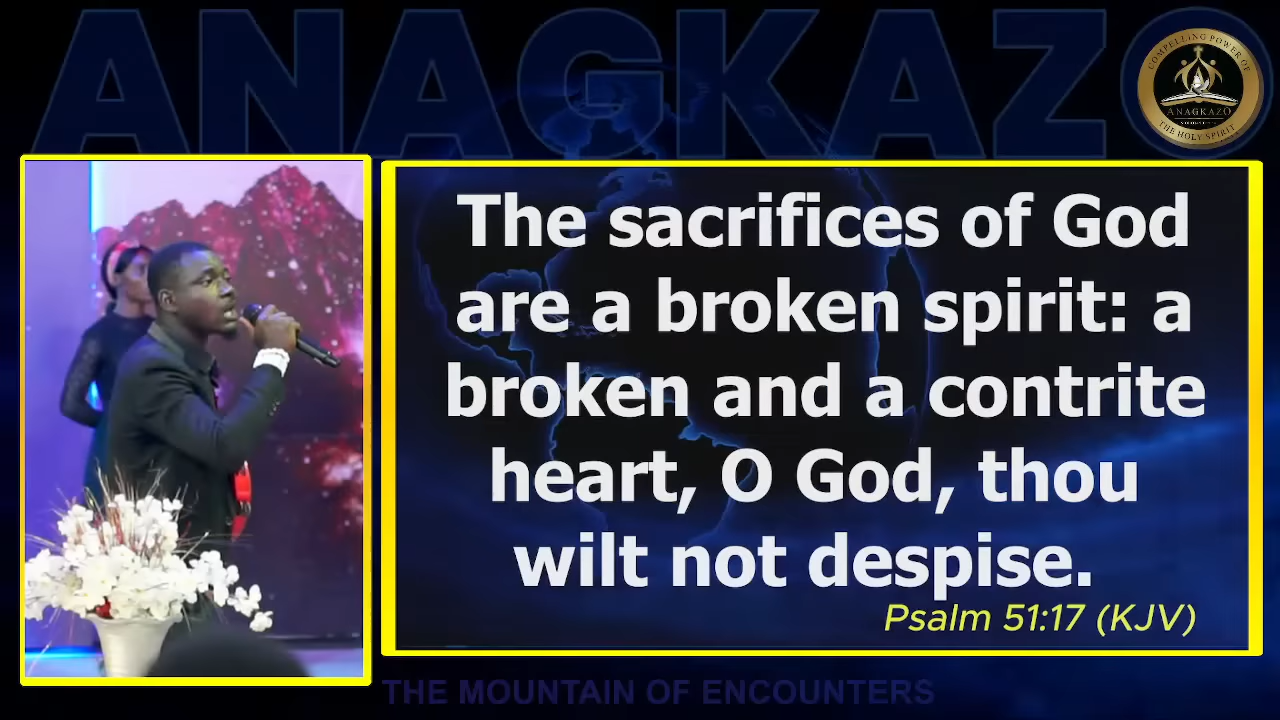 ANAGKAZO
COMPELLING POWER OF
ANAGKAZO
THE HOLY SPIRIT
The sacrifices of God
are a broken spirit: a
broken and a contrite
heart, O God, thou
wilt not despise.
Psalm 51:17 (KJV)
THE MOUNTAIN OF ENCOUNTERS